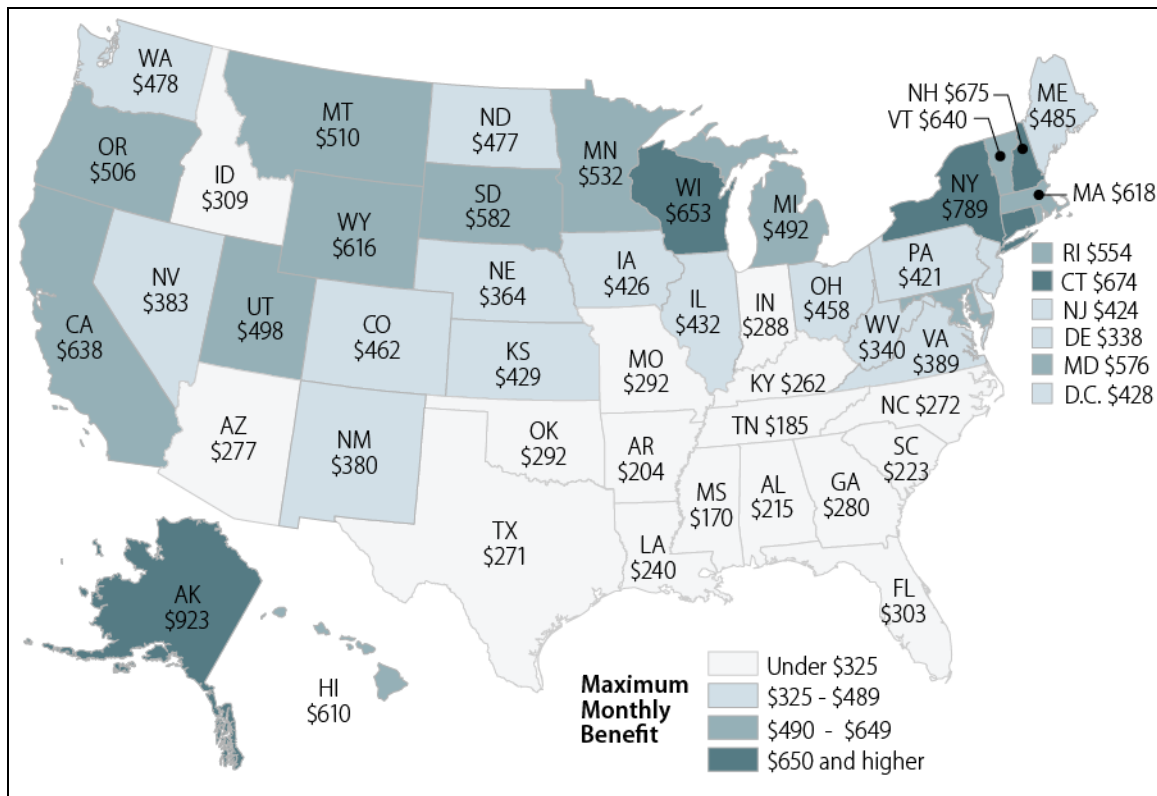 WA
$478
MT
$510
ND
$477
MN
$532
NH $675
VT $640
ME
$485
OR
$506
ID
$309
WY
$616
SD
$582
WI
$653
MI
$492
NY
$789
MA $618
NV
$383
UT
$498
CO
$462
NE
$364
IA
$426
IL
$432
IN
$288
OH
$458
PA
$421
WV
$340
VA
$389
RI $554
CT $674
NJ $424
DE $338
MD $576
D.C. $428
CA
$638
KS
$429
MO
$292
KY $262
NC $272
TN $185
SC
$223
AZ
$277
NM
$380
OK
$292
AR
$204
MS
$170
AL
$215
GA
$280
TX
$271
LA
$240
FL
$303
AK
$923
HI
$610
Maximum
Monthly
Benefit
Under $325
$325 - $489
$490 - $649
$650 and higher